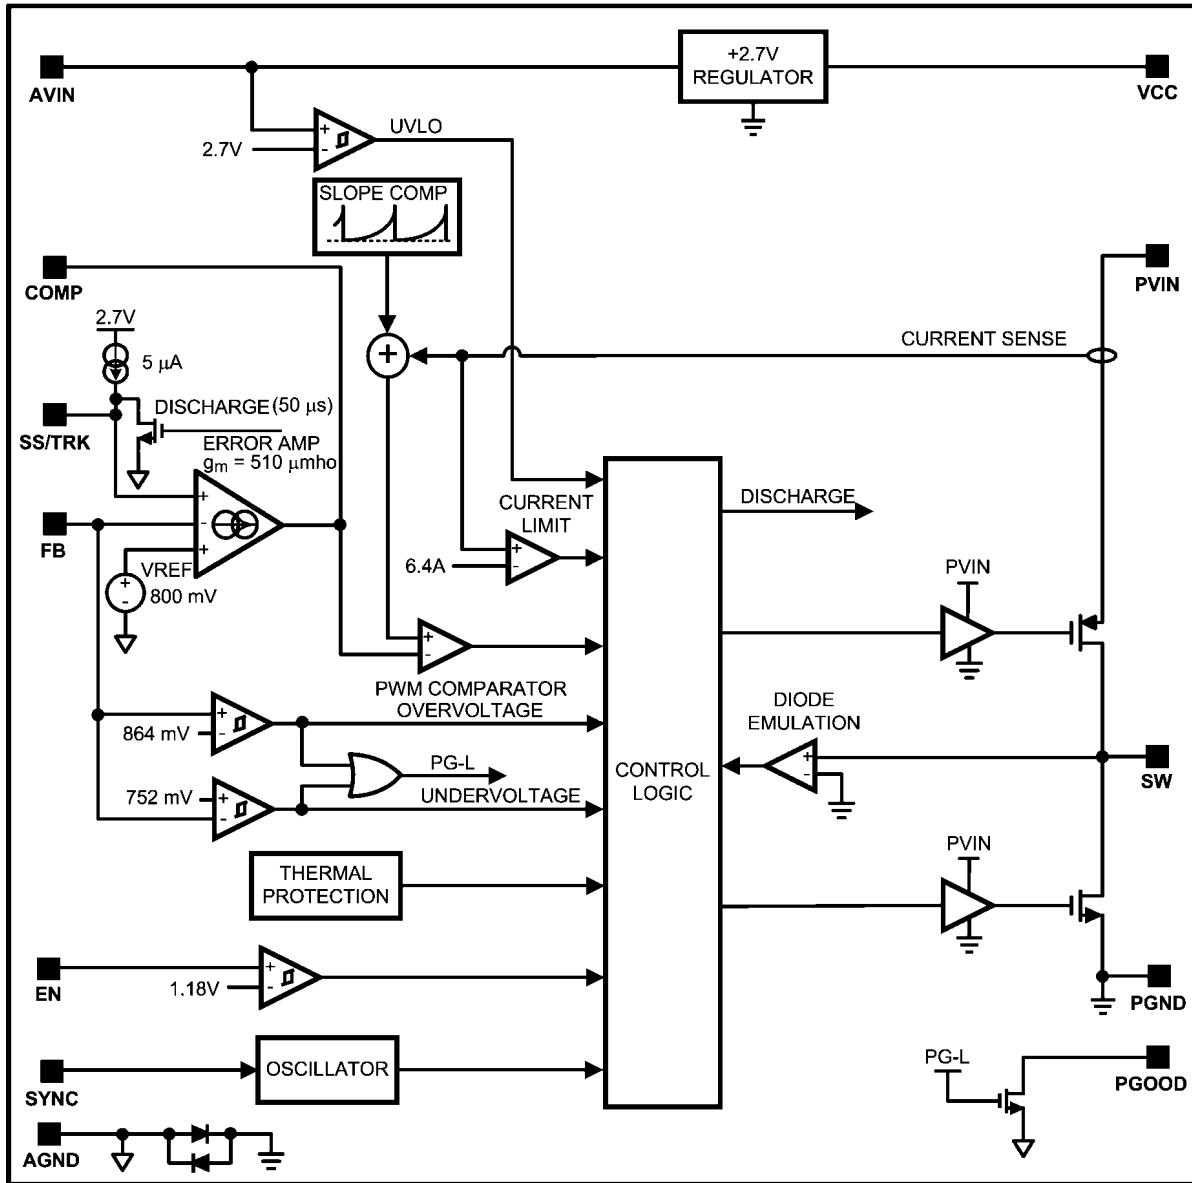 AVIN
+2.7V
REGULATOR
VCC
UVLO
+
-
2.7V
SLOPE COMP
COMP
PVIN
2.7V
5 µA
+
CURRENT SENSE
SS/TRK
DISCHARGE (50 µs)
ERROR AMP
gm = 510 µmho
+
-
+
FB
VREF
800 mV
+
-
CURRENT
LIMIT
6.4A
+
-
DISCHARGE
PVIN
+
-
PWM COMPARATOR
OVERVOLTAGE
864 mV
+
-
PG-L
752 mV
+
-
UNDERVOLTAGE
CONTROL
LOGIC
DIODE
EMULATION
+
-
SW
THERMAL
PROTECTION
PVIN
EN
1.18V
+
-
PGND
SYNC
OSCILLATOR
PG-L
PGOOD
AGND